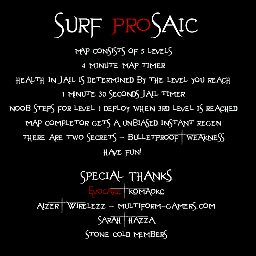 SURF PROSAIC
MAP CONSISTS OF 5 LEVELS
4 MINUTE MAP TIMER
HEALTH IN JAIL IS DETERMINED BY THE LEVEL YOU REACH
1 MINUTE 30 SECONDS JAIL TIMER
NOOB STEPS FOR LEVEL 1 DEPLOY WHEN 3RD LEVEL IS REACHED
MAP COMPLETOR GETS A UNBIASED INSTANT REGEN
THERE ARE TWO SECRETS - BULLETPROOF WEAKNESS
HAVE FUN!
SPECIAL THANKS
KOMAOKC
AIZER WIRELEZZ - MULTIFORM-GAMERS.COM
SARAH HAZZA
STONE COLD MEMBERS